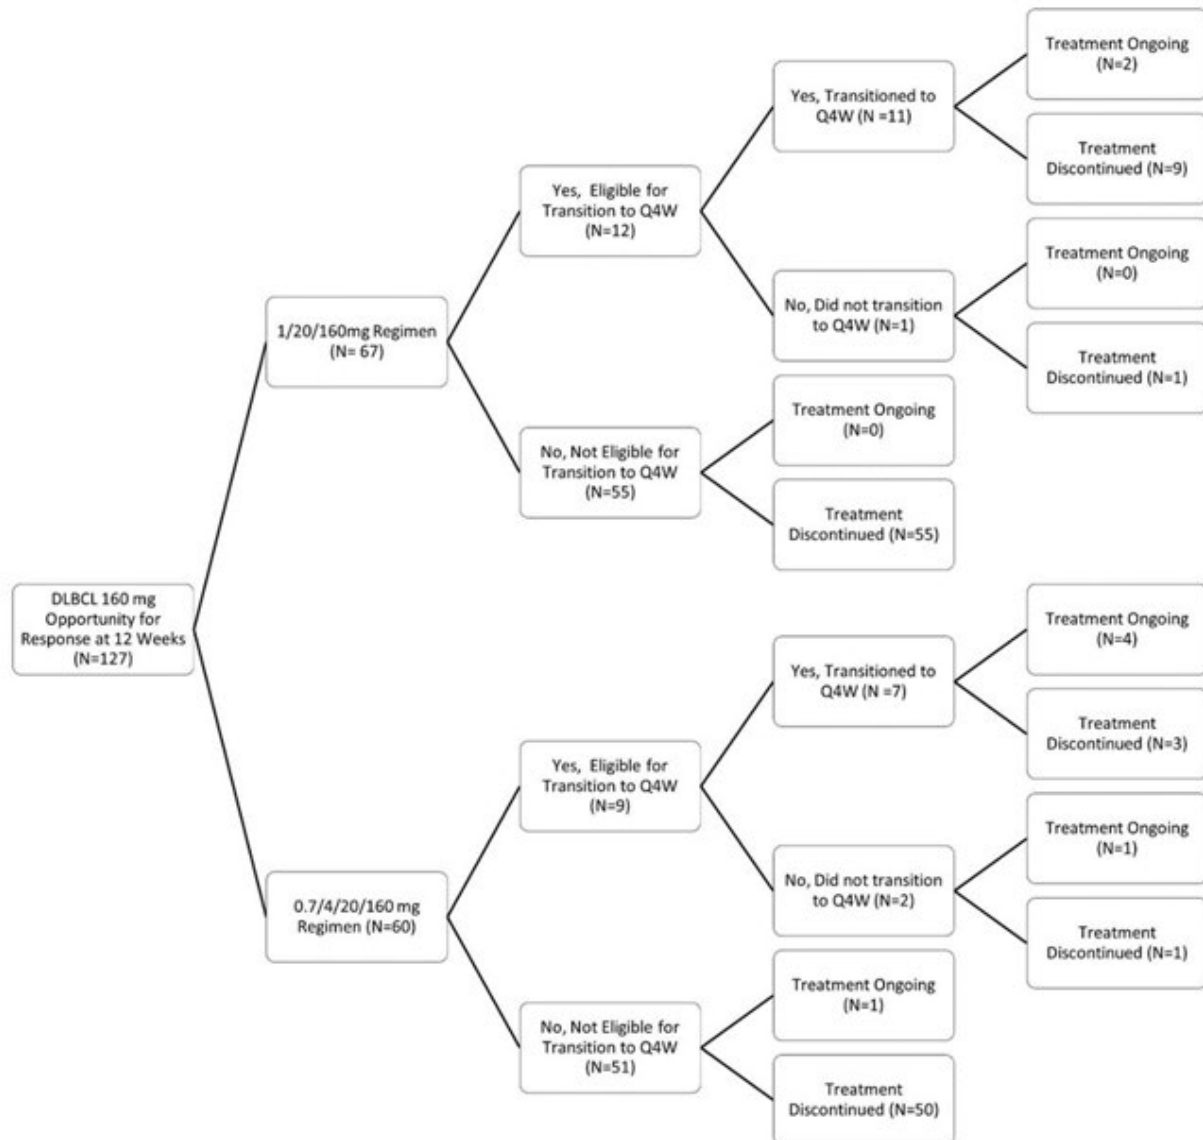 DLBCL 160 mg
Opportunity for
Response at 12 Weeks
(N=127)
1/20/160mg Regimen
(N= 67)
Yes,  Eligible for
Transition to Q4W
(N=12)
Yes, Transitioned to
Q4W (N =11)
Treatment Ongoing
(N=2)
Treatment
Discontinued (N=9)
No, Did not transition
to Q4W (N=1)
Treatment Ongoing
(N=0)
Treatment
Discontinued (N=1)
No, Not Eligible for
Transition to Q4W
(N=55)
Treatment Ongoing
(N=0)
Treatment
Discontinued (N=55)
0.7/4/20/160 mg
Regimen (N=60)
Yes,  Eligible for
Transition to Q4W
(N=9)
Yes, Transitioned to
Q4W (N =7)
Treatment Ongoing
(N=4)
Treatment
Discontinued (N=3)
No, Did not transition
to Q4W (N=2)
Treatment Ongoing
(N=1)
Treatment
Discontinued (N=1)
No, Not Eligible for
Transition to Q4W
(N=51)
Treatment Ongoing
(N=1)
Treatment
Discontinued (N=50)